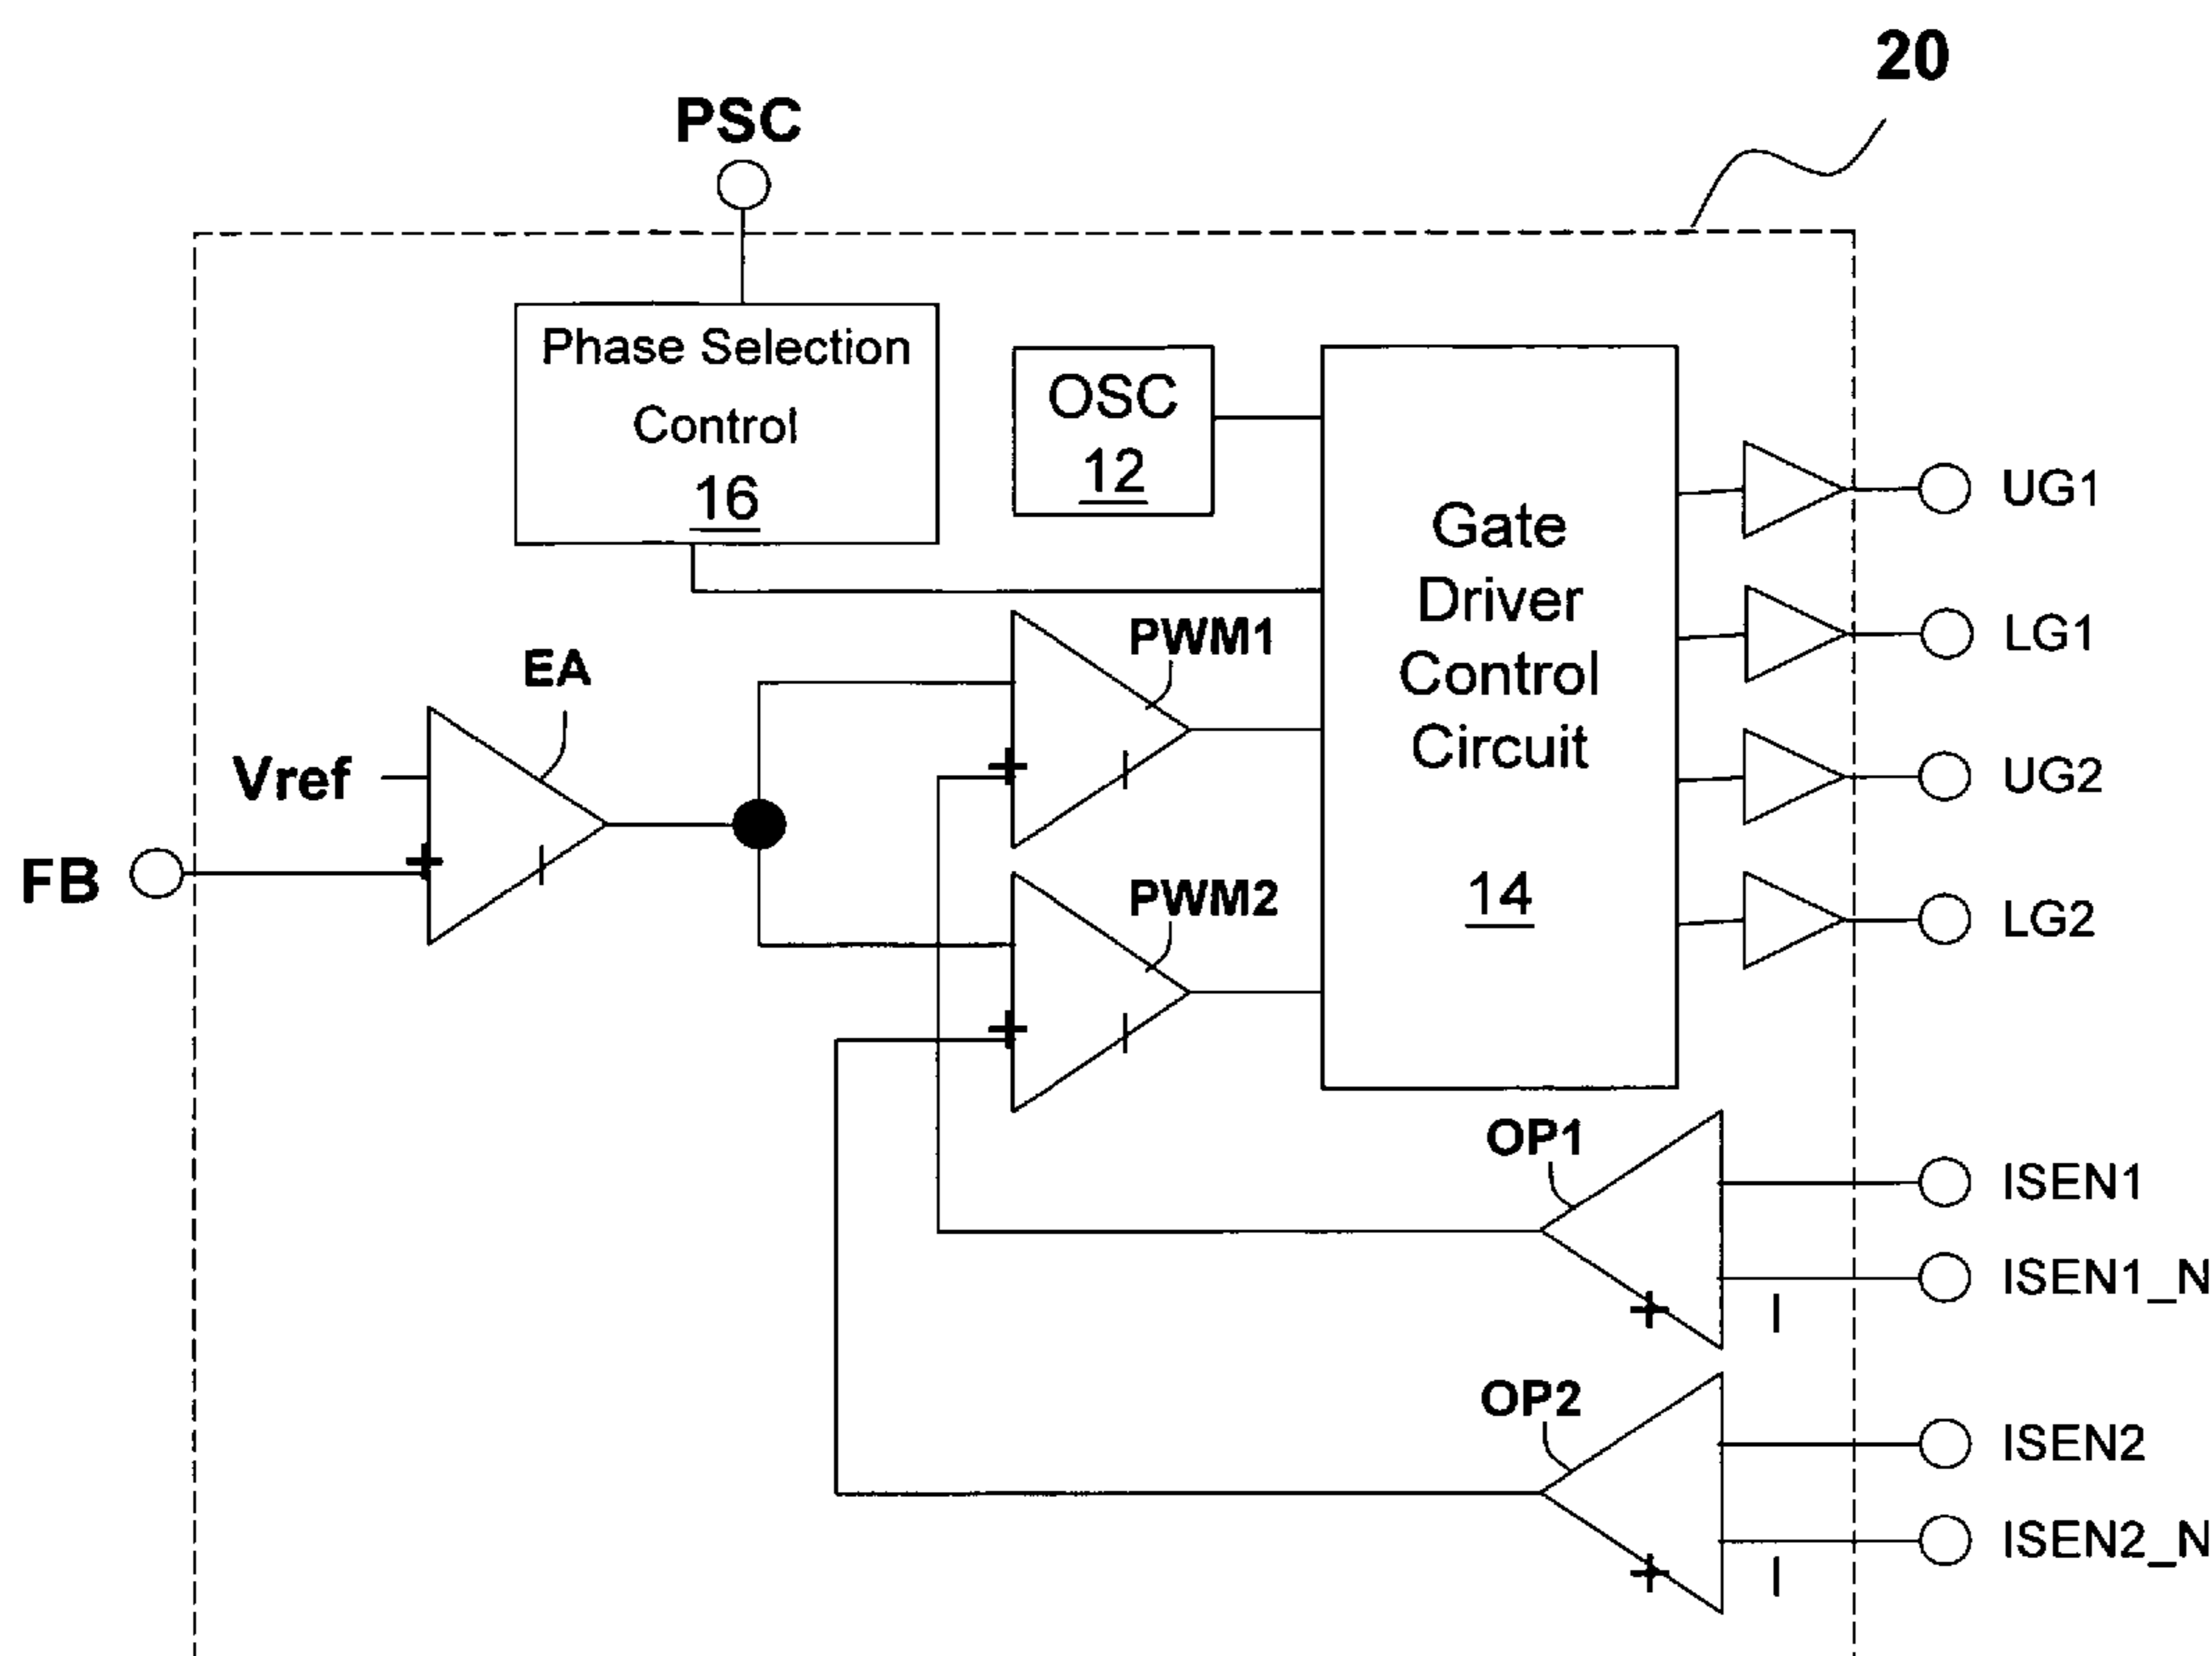 20
PSC
Phase Selection
Control
16
OSC
12
Gate
Driver
Control
Circuit
14
UG1
LG1
UG2
LG2
PWM1
EA
Vref
+
+
FB
PWM2
+
OP1
ISEN1
ISEN1_N
+
OP2
ISEN2
ISEN2_N
+